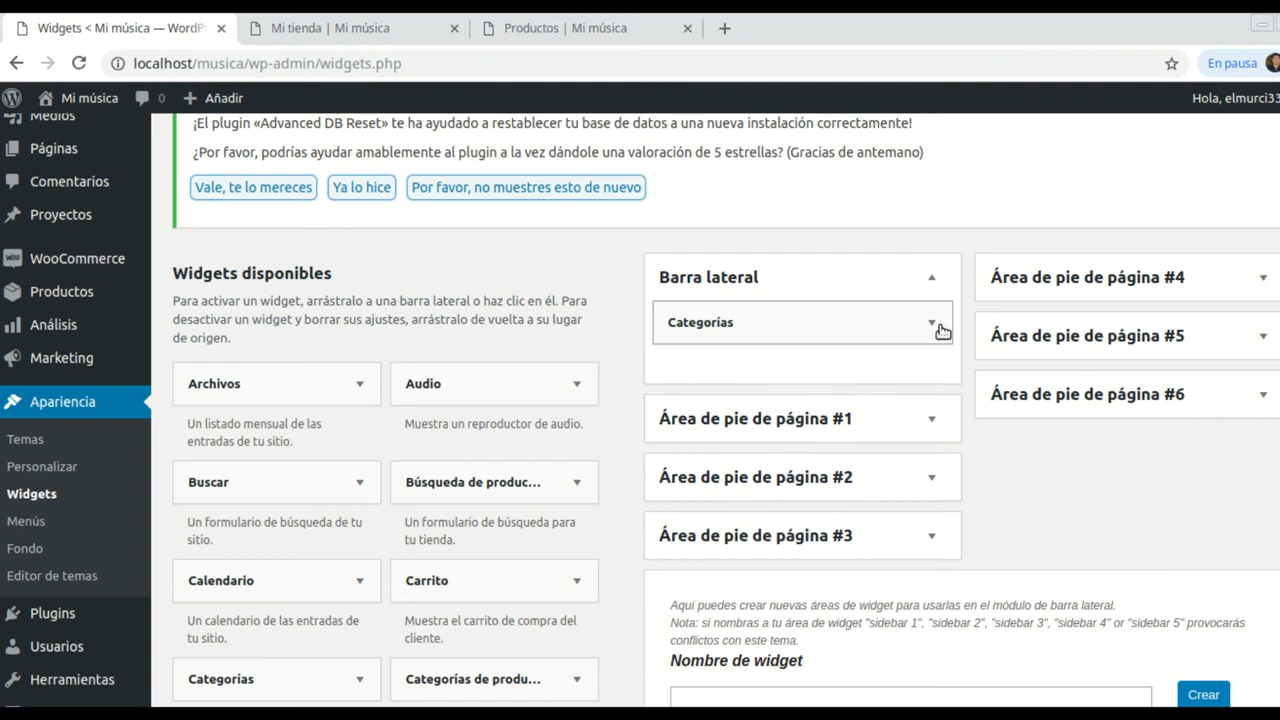 Widgets < Mi música — WordPr
Mi tienda | Mi música
Productos | Mi música
localhost/musica/wp-admin/widgets.php
En pausa
Mi música
0
Añadir
Hola, elmurci33
Medios
Páginas
Comentarios
Proyectos
WooCommerce
Productos
Análisis
Marketing
Apariencia
Temas
Personalizar
Widgets
Menús
Fondo
Editor de temas
Plugins
Usuarios
Herramientas
¡El plugin «Advanced DB Reset» te ha ayudado a restablecer tu base de datos a una nueva instalación correctamente!
¿Por favor, podrías ayudar amablemente al plugin a la vez dándole una valoración de 5 estrellas? (Gracias de antemano)
Vale, te lo mereces
Ya lo hice
Por favor, no muestres esto de nuevo
Widgets disponibles
Para activar un widget, arrástralo a una barra lateral o haz clic en él. Para
desactivar un widget y borrar sus ajustes, arrástralo de vuelta a su lugar
de origen.
Archivos
Un listado mensual de las
entradas de tu sitio.
Audio
Muestra un reproductor de audio.
Buscar
Un formulario de búsqueda de tu
sitio.
Búsqueda de produc...
Un formulario de búsqueda para
tu tienda.
Calendario
Un calendario de las entradas de
tu sitio.
Carrito
Muestra el carrito de compra del
cliente.
Categorías
Categorías de produ...
Barra lateral
Categorías
Área de pie de página #1
Área de pie de página #2
Área de pie de página #3
Área de pie de página #4
Área de pie de página #5
Área de pie de página #6
Aquí puedes crear nuevas áreas de widget para usarlas en el módulo de barra lateral.
Nota: si nombras a tu área de widget "sidebar 1", "sidebar 2", "sidebar 3", "sidebar 4" or "sidebar 5" provocarás
conflictos con este tema.
Nombre de widget
Crear